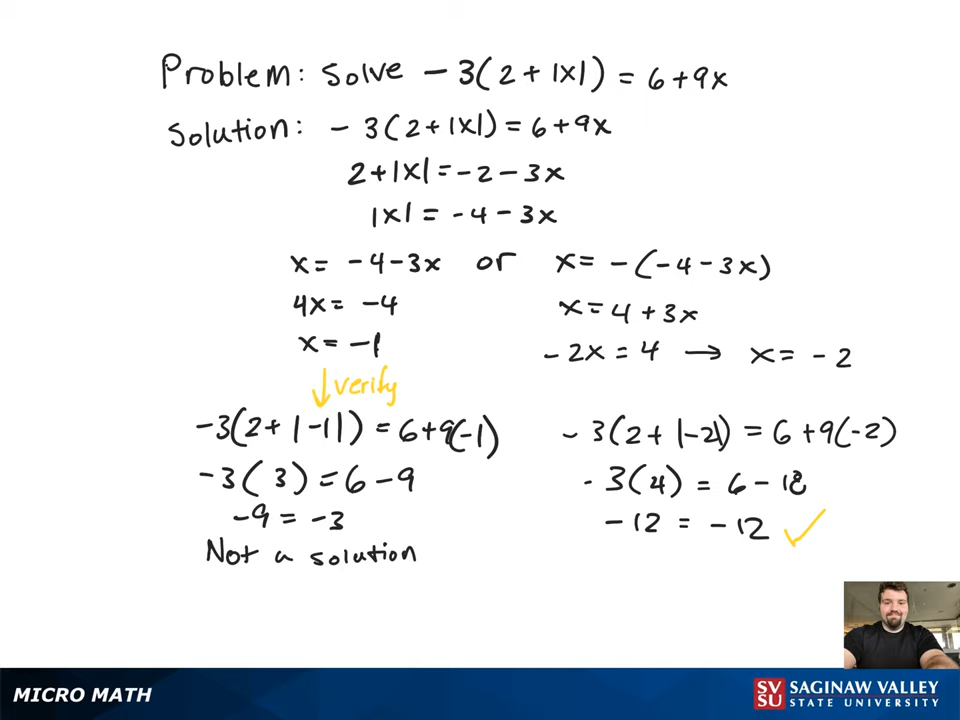 Problem: Solve - 3(2+|x|) = 6+9x
Solution: - 3(2+|x|) = 6+9x
2+|x| = -2 - 3x
|x| = -4 - 3x
x = -4-3x or x = -(-4-3x)
4x = -4
x = 4+3x
x = -1
-2x = 4 → x = -2
↓ verify
-3(2+|-1|) = 6+9(-1)
-3(2+|-2|) = 6+9(-2)
-3(3) = 6-9
-3(4) = 6-18
-9 = -3
-12 = -12 ✓
Not a solution
MICRO MATH
SV SU SAGINAW VALLEY
STATE UNIVERSITY